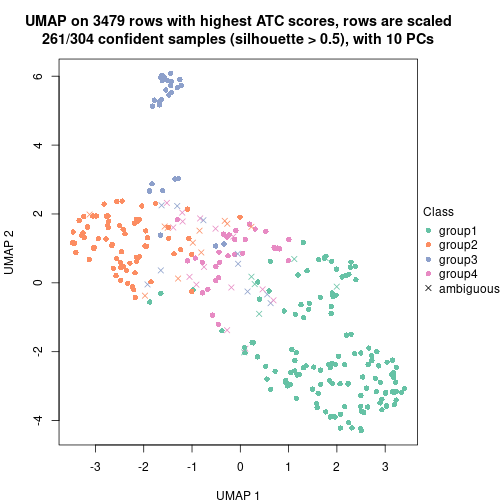 UMAP on 3479 rows with highest ATC scores, rows are scaled
261/304 confident samples (silhouette > 0.5), with 10 PCs
6
4
2
0
-2
-4
UMAP 2
-3 -2 -1 0 1 2 3
UMAP 1
Class
group1
group2
group3
group4
ambiguous